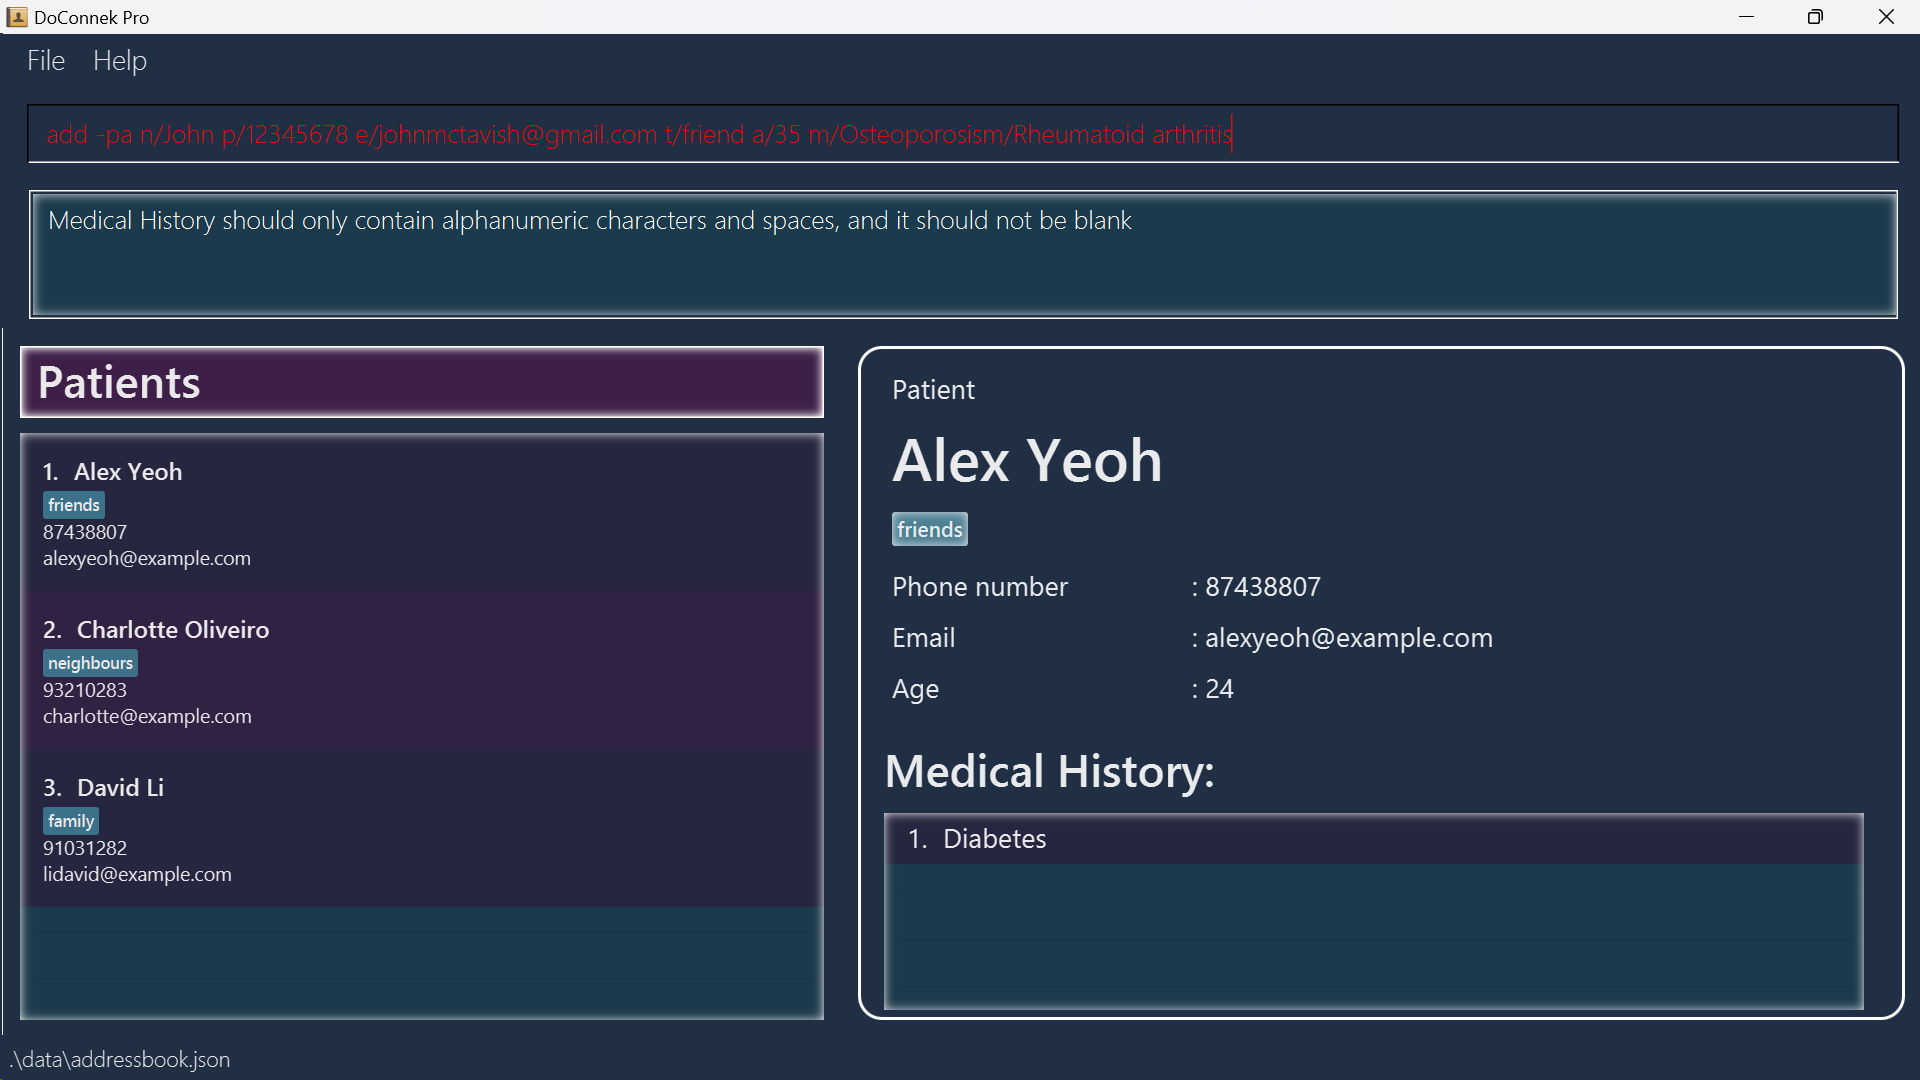 DoConnek Pro
File Help
add -pa n/John p/12345678 e/johnmctavish@gmail.com t/friend a/35 m/Osteoporosism/Rheumatoid arthritis
Medical History should only contain alphanumeric characters and spaces, and it should not be blank
Patients
1. Alex Yeoh
friends
87438807
alexyeoh@example.com
2. Charlotte Oliveiro
neighbours
93210283
charlotte@example.com
3. David Li
family
91031282
lidavid@example.com
Patient
Alex Yeoh
friends
Phone number : 87438807
Email : alexyeoh@example.com
Age : 24
Medical History:
1. Diabetes
.\data\addressbook.json